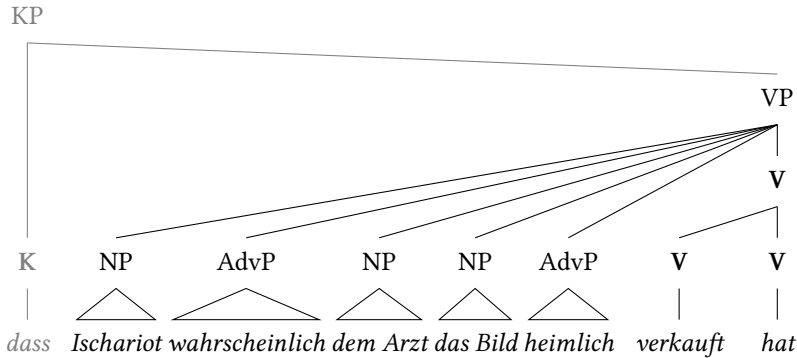 KP
VP
V
K NP AdvP NP NP AdvP V V
dass Ischariot wahrscheinlich dem Arzt das Bild heimlich verkauft hat